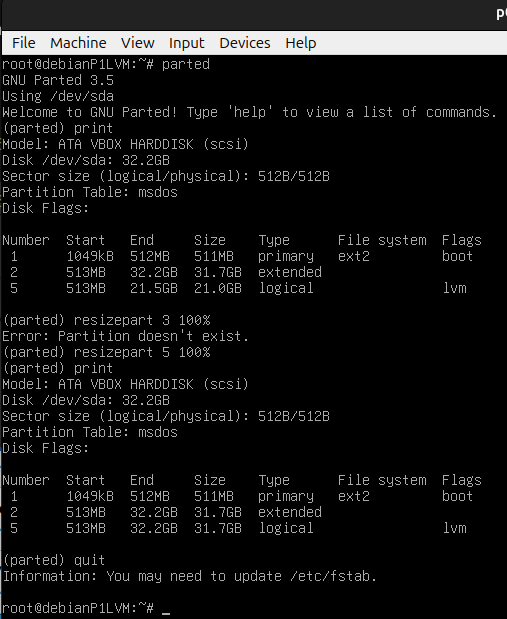 File Machine View Input Devices Help
root@debianP1LVM:~# parted
GNU Parted 3.5
Using /dev/sda
Welcome to GNU Parted! Type 'help' to view a list of commands.
(parted) print
Model: ATA VBOX HARDDISK (scsi)
Disk /dev/sda: 32.2GB
Sector size (logical/physical): 512B/512B
Partition Table: msdos
Disk Flags:

Number  Start   End     Size    Type      File system  Flags
 1      1049kB  512MB   511MB   primary   ext2         boot
 2      513MB   32.2GB  31.7GB  extended
 5      513MB   21.5GB  21.0GB  logical                lvm

(parted) resizepart 3 100%
Error: Partition doesn't exist.
(parted) resizepart 5 100%
(parted) print
Model: ATA VBOX HARDDISK (scsi)
Disk /dev/sda: 32.2GB
Sector size (logical/physical): 512B/512B
Partition Table: msdos
Disk Flags:

Number  Start   End     Size    Type      File system  Flags
 1      1049kB  512MB   511MB   primary   ext2         boot
 2      513MB   32.2GB  31.7GB  extended
 5      513MB   32.2GB  31.7GB  logical                lvm

(parted) quit
Information: You may need to update /etc/fstab.

root@debianP1LVM:~# _